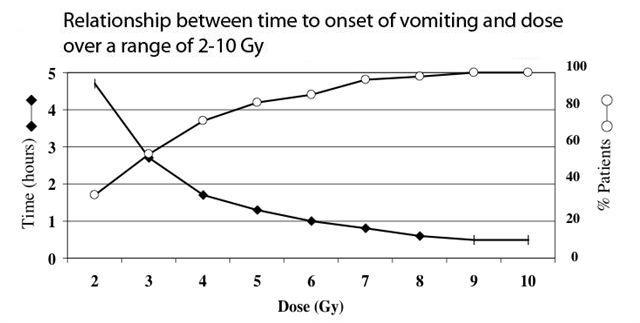 Relationship between time to onset of vomiting and dose
over a range of 2-10 Gy
Time (hours)
5
4
3
2
1
0
100
80
60
40
20
0
% Patients
2 3 4 5 6 7 8 9 10
Dose (Gy)